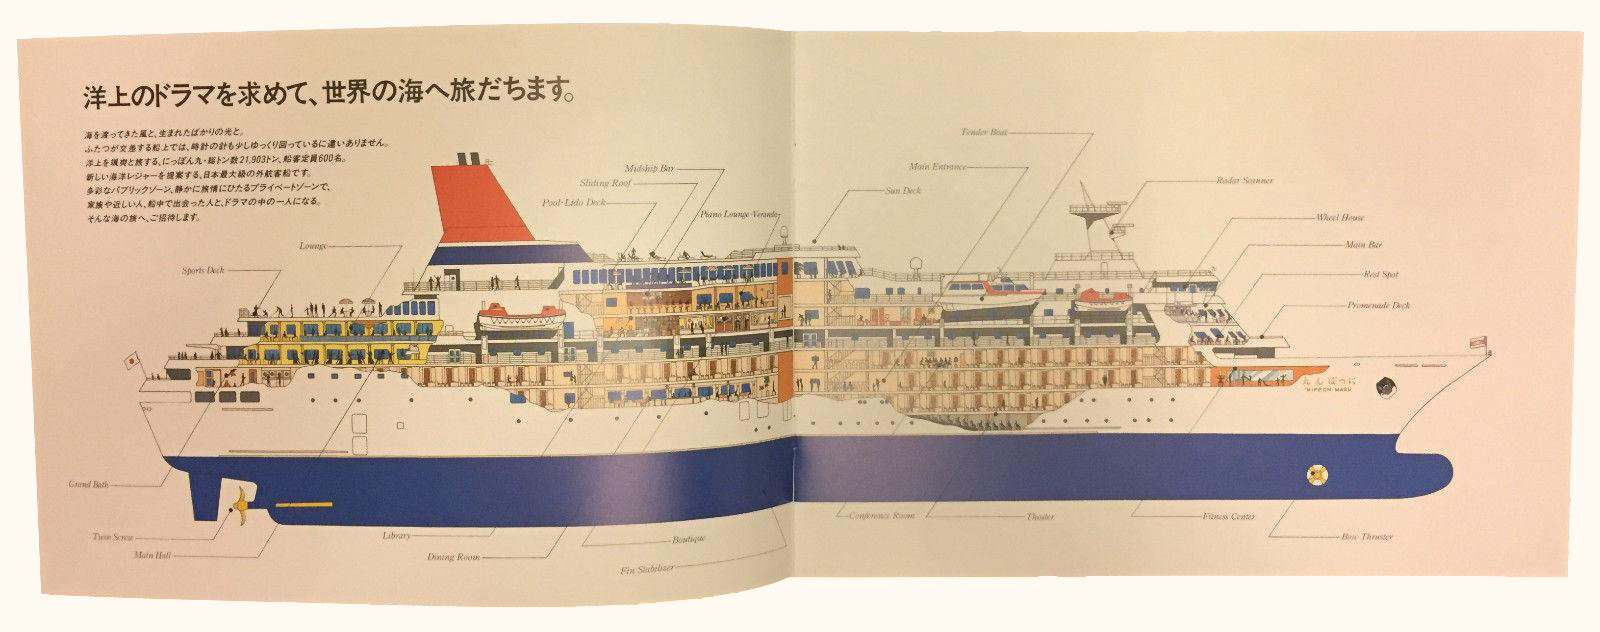 洋上のドラマを求めて、世界の海へ旅だちます。
海を渡ってきた風と、生まれたばかりの光と。
ふたつが交差する船上では、時計の針も少しゆっくり回っているに違いありません。
洋上を颯爽と旅する、にっぽん丸・総トン数21,903トン、船客定員600名。
新しい海洋レジャーを提案する、日本最大級の外航客船です。
多彩なパブリックゾーン、静かに旅情にひたるプライベートゾーンで、
家族や近しい人、船中で出会った人と、ドラマの中の一人になる。
そんな海の旅へ、ご招待します。
Tender Boat
Midship Bar
Main Entrance
Sliding Roof
Sun Deck
Radar Scanner
Pool・Lido Deck
Piano Lounge・Verande
Wheel House
Lounge
Main Bar
Sports Deck
Rest Spot
Promenade Deck
丸んぽっに
NIPPON MARU
Grand Bath
Conference Room
Theater
Fitness Center
Twin Screw
Library
Boutique
Bow Thruster
Main Hall
Dining Room
Fin Stabilizer